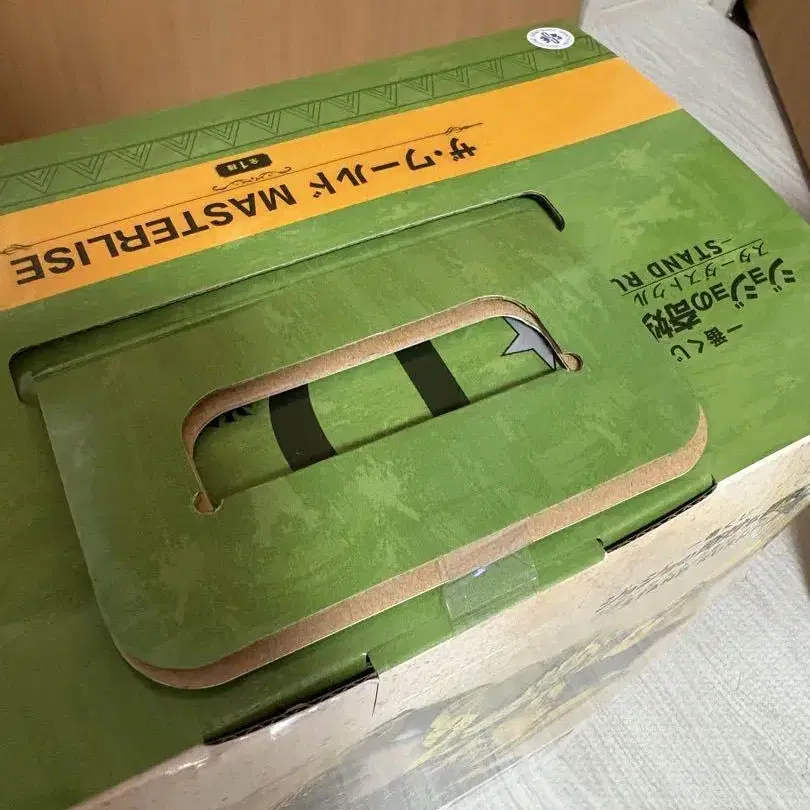 一番くじ
ジョジョの奇妙
スターダストクル
-STAND RU
ザ・ワールド MASTERLISE
全1種